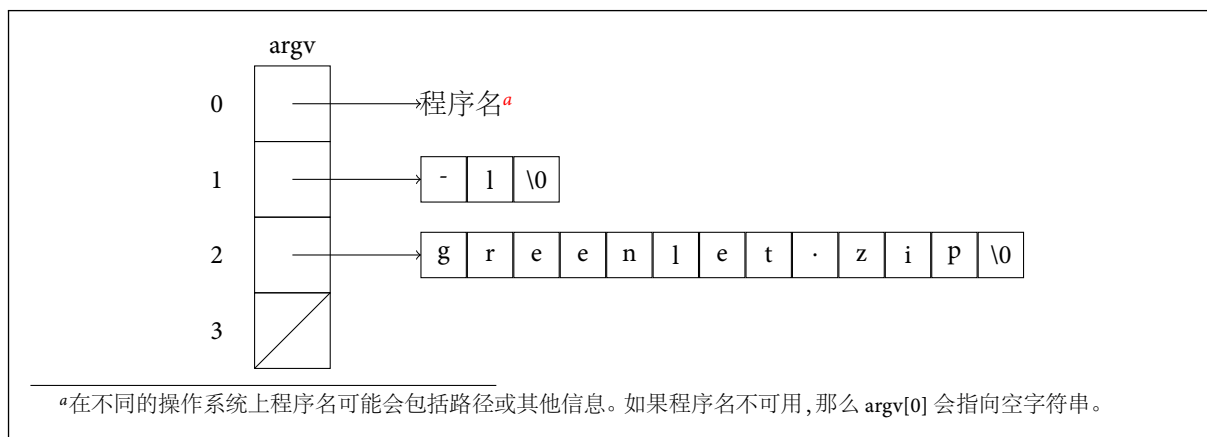 argv
0 程序名a
1 - l \0
2 g r e e n l e t . z i p \0
3
a在不同的操作系统上程序名可能会包括路径或其他信息。如果程序名不可用,那么 argv[0] 会指向空字符串。